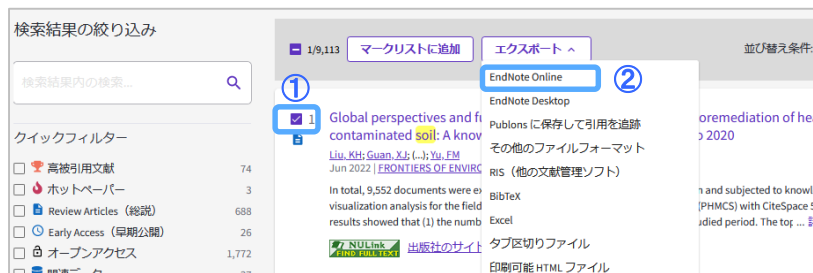 検索結果の絞り込み
検索結果内の検索...
クイックフィルター
高被引用文献 74
ホットペーパー 3
Review Articles（総説） 688
Early Access（早期公開） 26
オープンアクセス 1,772
1/9,113 マークリストに追加 エクスポート 並び替え条件:
①
②
EndNote Online
EndNote Desktop
Publons に保存して引用を追跡
その他のファイルフォーマット
RIS（他の文献管理ソフト）
BibTeX
Excel
タブ区切りファイル
印刷可能 HTML ファイル
1 Global perspectives and f oremediation of hea
contaminated soil: A know o 2020
Liu, KH; Guan, XJ; (...); Yu, FM
Jun 2022 | FRONTIERS OF ENVIRO
In total, 9,552 documents were ex n and subjected to knowl
visualization analysis for the field (PHMCS) with CiteSpace 5
results showed that (1) the numb udied period. The top ...
NULink FIND FULL TEXT 出版社のサイト